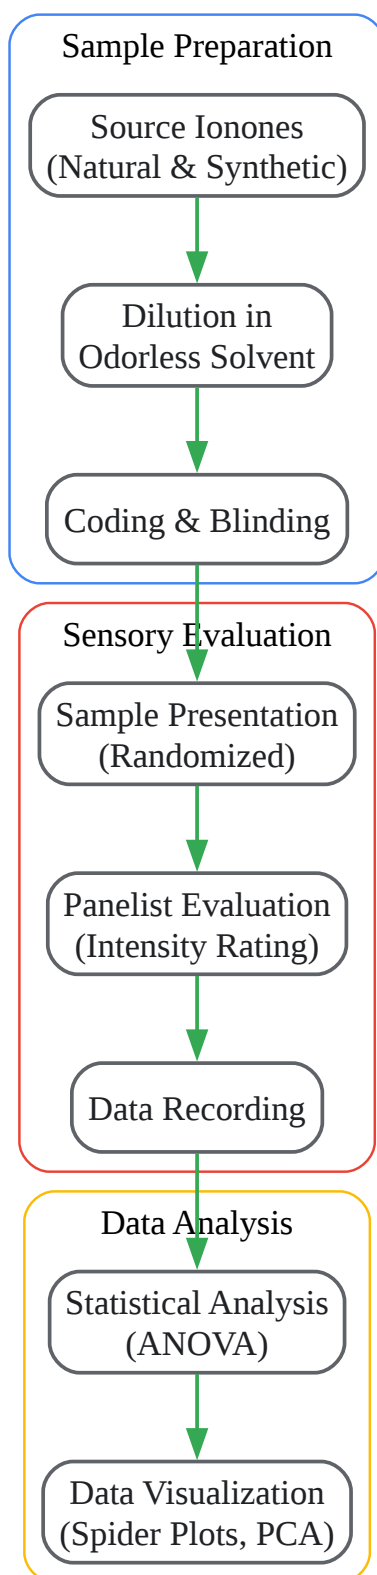 Sample Preparation
Source Ionones
(Natural & Synthetic)
Dilution in
Odorless Solvent
Coding & Blinding
Sensory Evaluation
Sample Presentation
(Randomized)
Panelist Evaluation
(Intensity Rating)
Data Recording
Data Analysis
Statistical Analysis
(ANOVA)
Data Visualization
(Spider Plots, PCA)